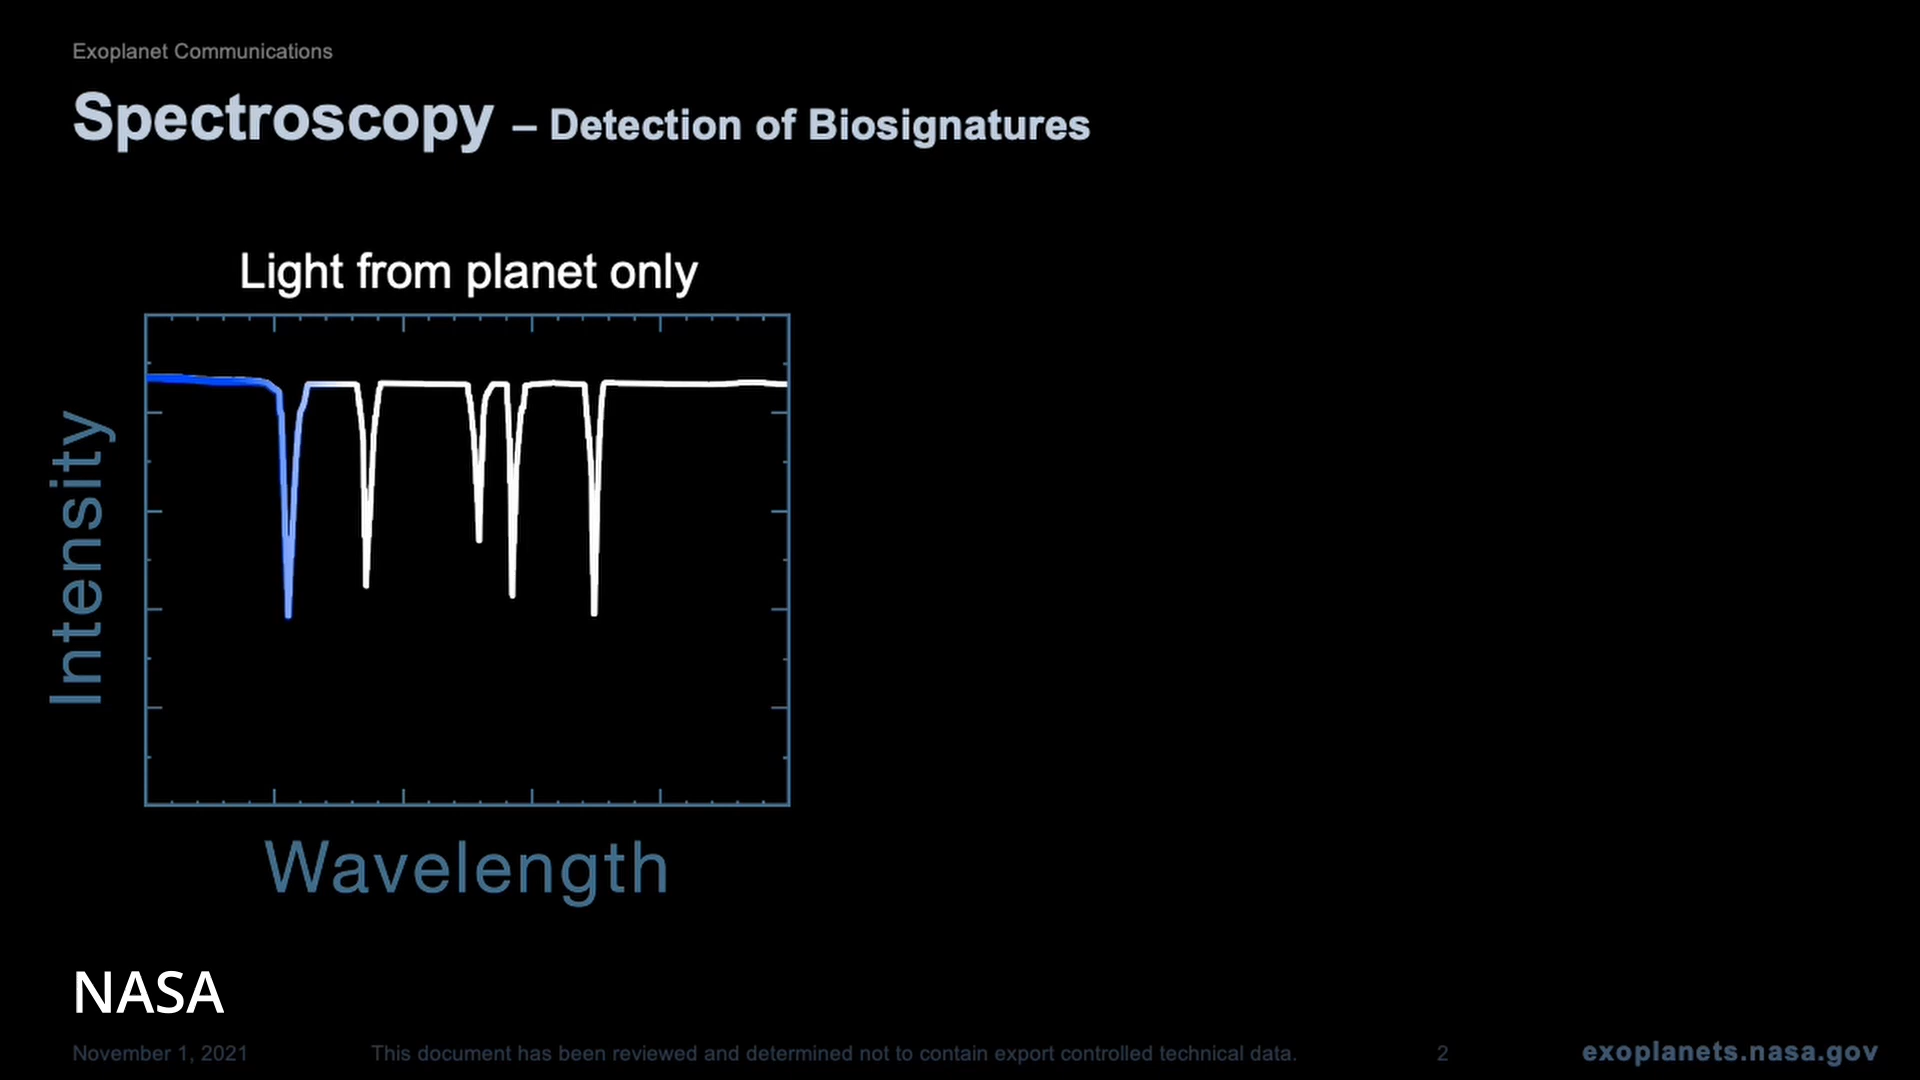 Exoplanet Communications
Spectroscopy – Detection of Biosignatures
Light from planet only
Intensity
Wavelength
NASA
November 1, 2021 This document has been reviewed and determined not to contain export controlled technical data. 2 exoplanets.nasa.gov